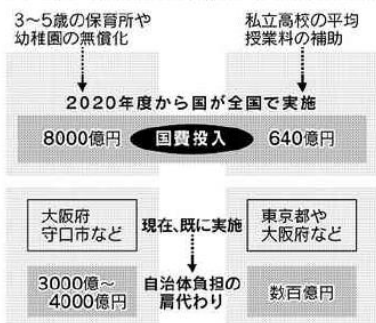 3～5歳の保育所や
幼稚園の無償化
私立高校の平均
授業料の補助
2020年度から国が全国で実施
8000億円
国費投入
640億円
大阪府
守口市など
現在、既に実施
東京都や
大阪府など
3000億～
4000億円
自治体負担の
肩代わり
数百億円